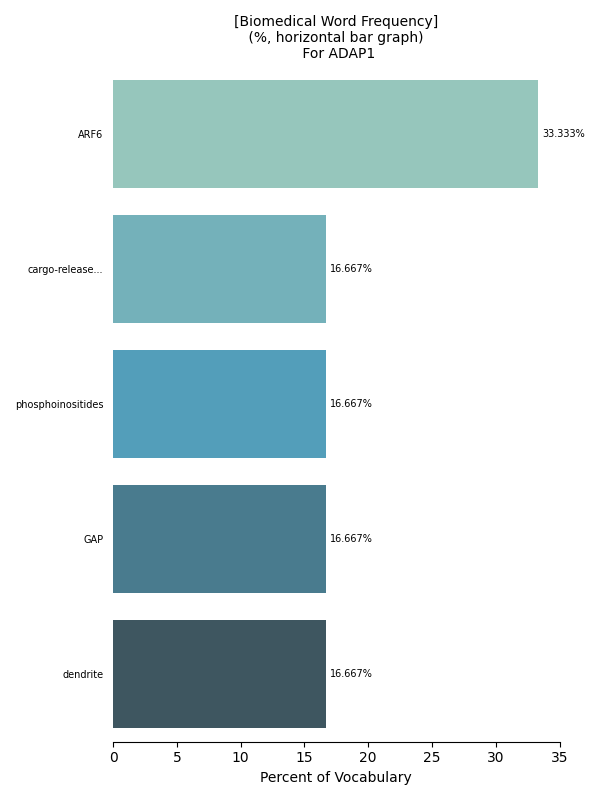 [Biomedical Word Frequency]
(%, horizontal bar graph)
For ADAP1
ARF6
33.333%
cargo-release...
16.667%
phosphoinositides
16.667%
GAP
16.667%
dendrite
16.667%
0 5 10 15 20 25 30 35
Percent of Vocabulary